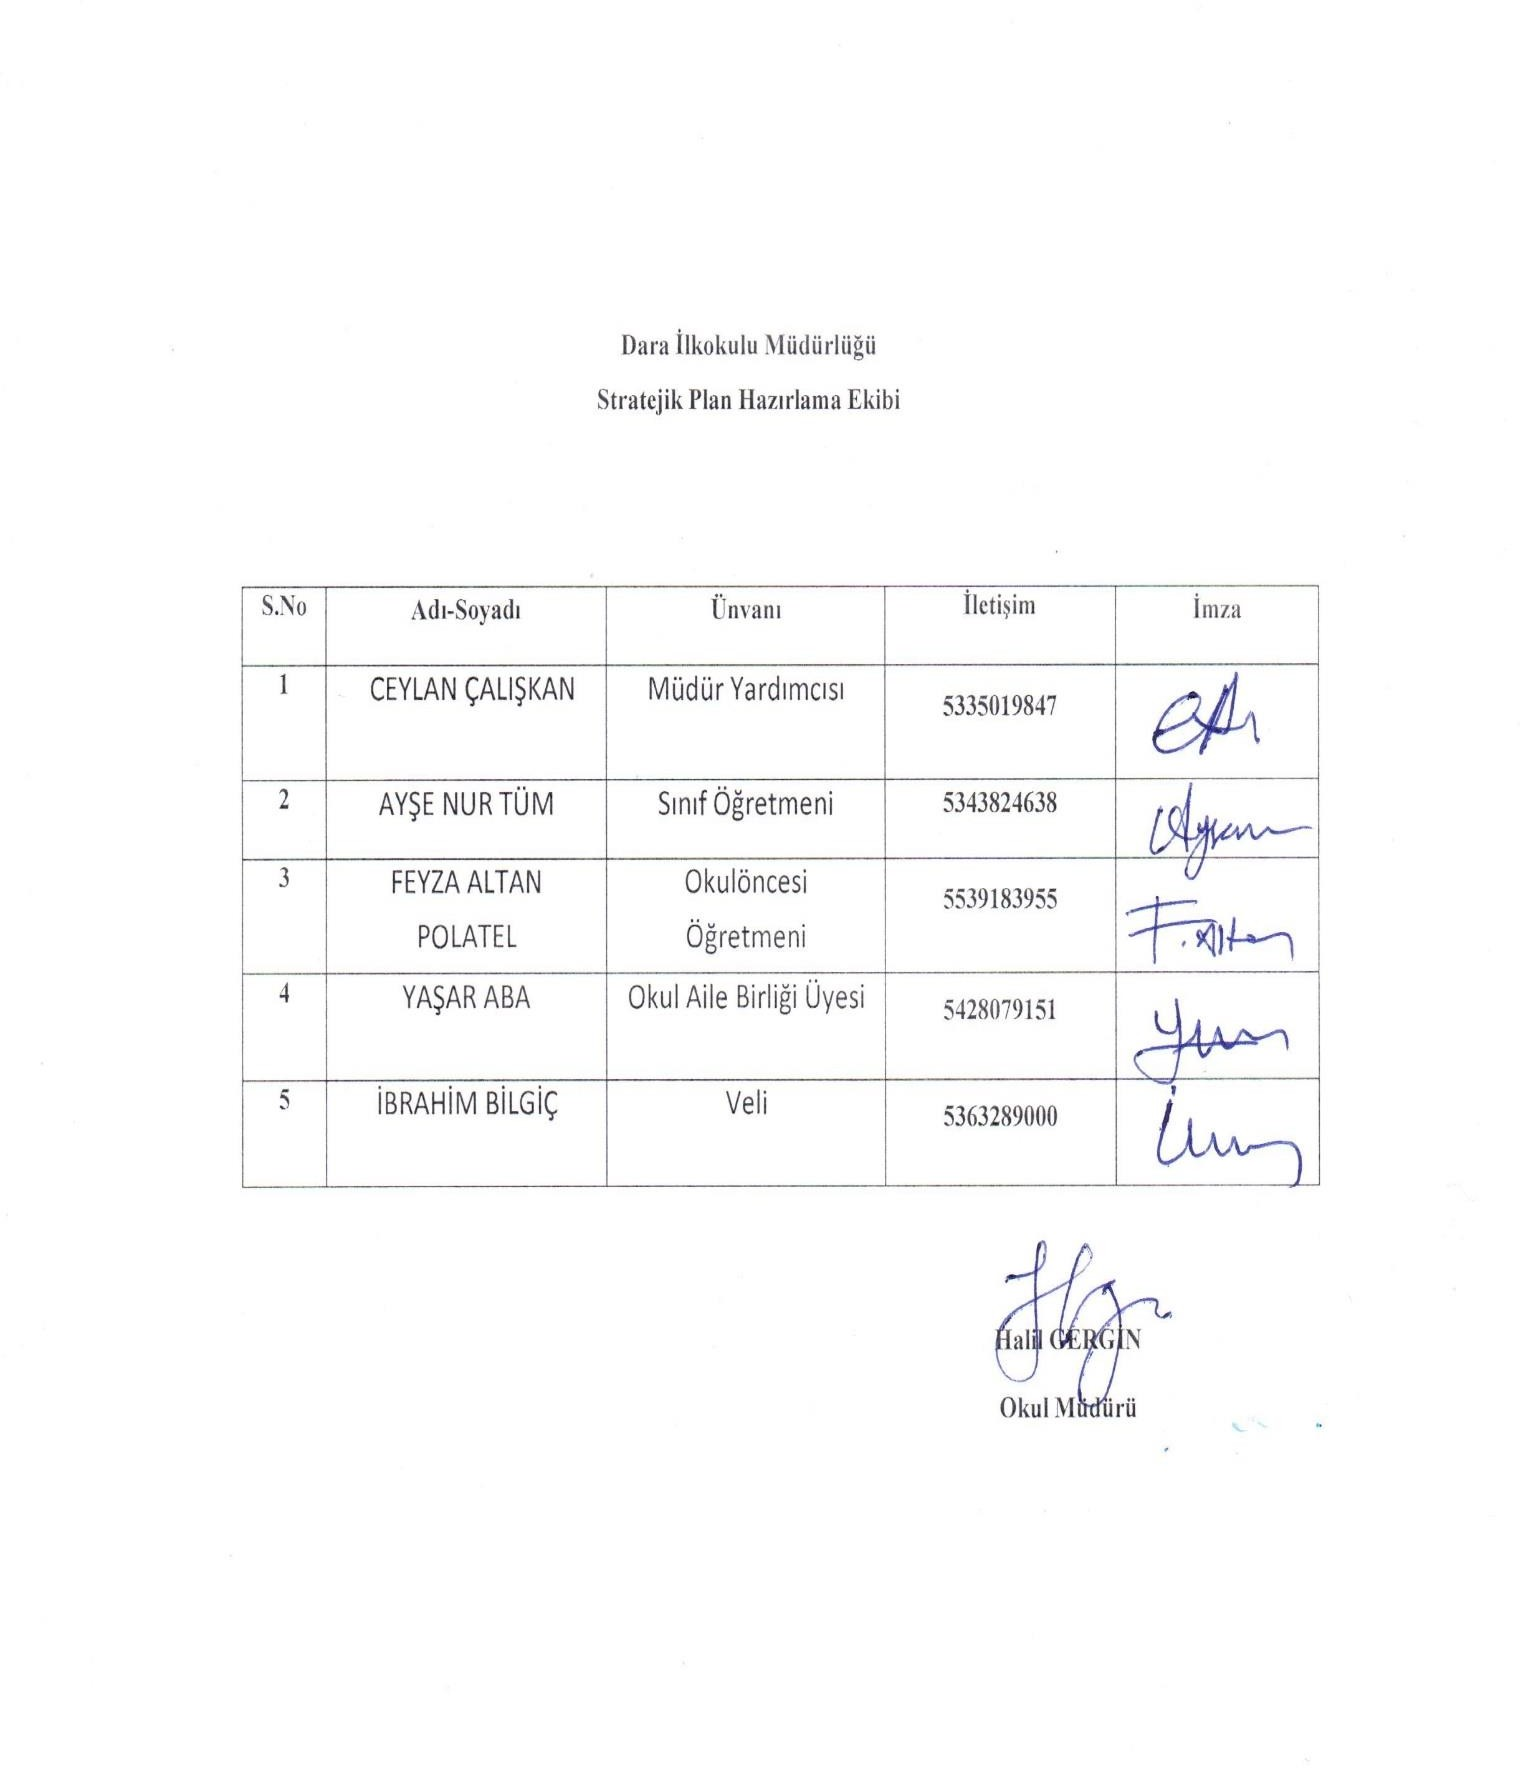 Dara İlkokulu Müdürlüğü
Stratejik Plan Hazırlama Ekibi
S.No Adı-Soyadı Ünvanı İletişim İmza
1 CEYLAN ÇALIŞKAN Müdür Yardımcısı 5335019847
2 AYŞE NUR TÜM Sınıf Öğretmeni 5343824638
3 FEYZA ALTAN Okulöncesi 5539183955
POLATEL Öğretmeni F. Altan
4 YAŞAR ABA Okul Aile Birliği Üyesi 5428079151
5 İBRAHİM BİLGİÇ Veli 5363289000
Halil GERGİN
Okul Müdürü